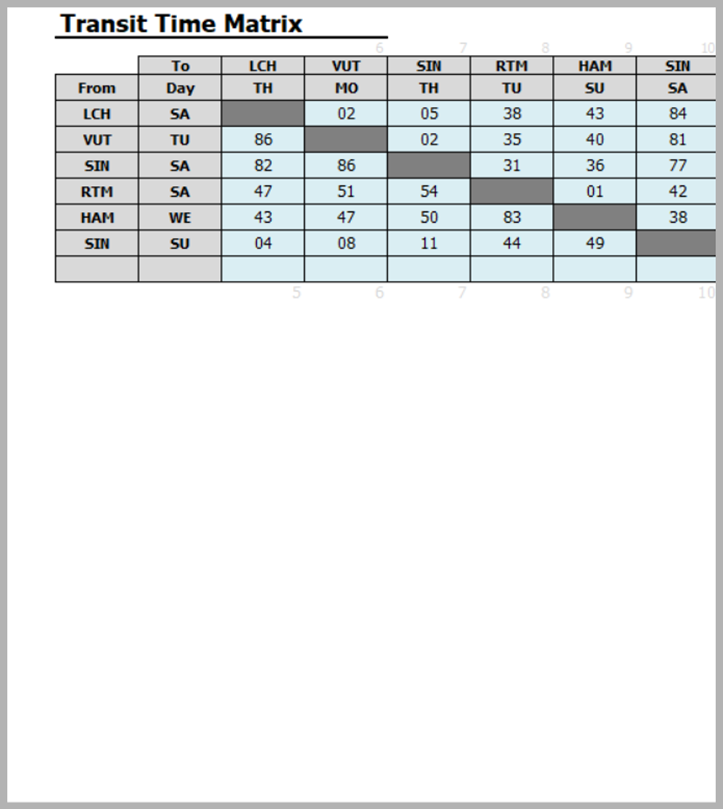 Transit Time Matrix
6 7 8 9 10
To LCH VUT SIN RTM HAM SIN
From Day TH MO TH TU SU SA
LCH SA 02 05 38 43 84
VUT TU 86 02 35 40 81
SIN SA 82 86 31 36 77
RTM SA 47 51 54 01 42
HAM WE 43 47 50 83 38
SIN SU 04 08 11 44 49
5 6 7 8 9 10